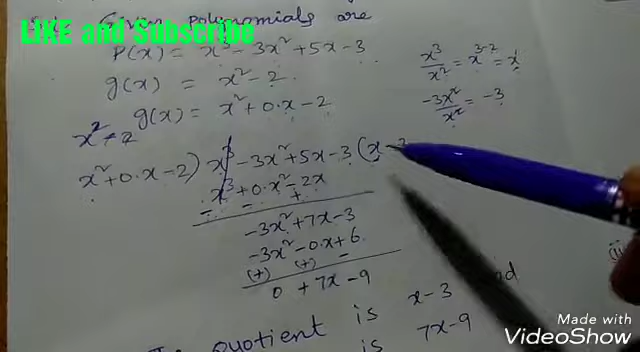 Given polynomials are
LIKE and Subscribe
P(x) = x³ - 3x² + 5x - 3
g(x) = x² - 2
g(x) = x² + 0·x - 2
x³/x² = x³⁻² = x¹
-3x²/x² = -3
x² - 2
x² + 0·x - 2) x³ - 3x² + 5x - 3 (x - 3
x³ + 0·x² - 2x
- - +
-3x² + 7x - 3
-3x² - 0·x + 6
(+) (+) -
0 + 7x - 9
quotient is x - 3
is 7x - 9
Made with
VideoShow